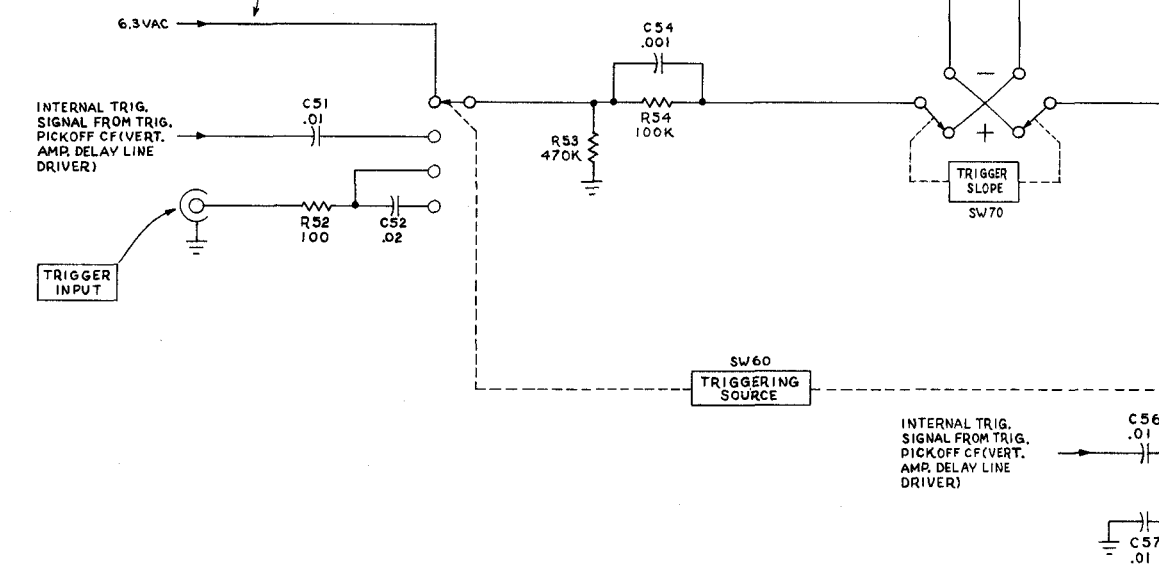 6.3VAC
C54
.001
INTERNAL TRIG.
SIGNAL FROM TRIG.
PICKOFF CF(VERT.
AMP. DELAY LINE
DRIVER)
C51
.01
R54
100K
R53
470K
−
+
TRIGGER
SLOPE
SW70
R52
100
C52
.02
TRIGGER
INPUT
SW60
TRIGGERING
SOURCE
INTERNAL TRIG.
SIGNAL FROM TRIG.
PICKOFF CF(VERT.
AMP. DELAY LINE
DRIVER)
C56
.01
C57
.01